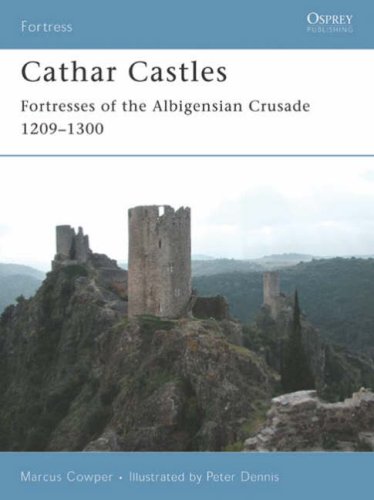 Fortress
OSPREY
PUBLISHING
Cathar Castles
Fortresses of the Albigensian Crusade
1209–1300
Marcus Cowper • Illustrated by Peter Dennis